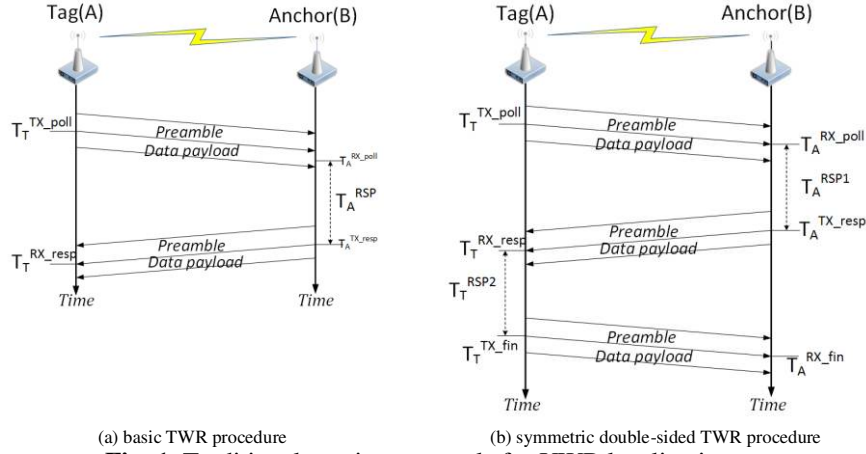 Tag(A)
Anchor(B)
T_T^TX_poll
Preamble
Data payload
T_A^RX_poll
T_A^RSP
T_A^TX_resp
Preamble
T_T^RX_resp
Data payload
Time
Time
(a) basic TWR procedure
Tag(A)
Anchor(B)
T_T^TX_poll
Preamble
Data payload
T_A^RX_poll
T_A^RSP1
T_A^TX_resp
Preamble
T_T^RX_resp
Data payload
T_T^RSP2
Preamble
T_T^TX_fin
Data payload
T_A^RX_fin
Time
Time
(b) symmetric double-sided TWR procedure